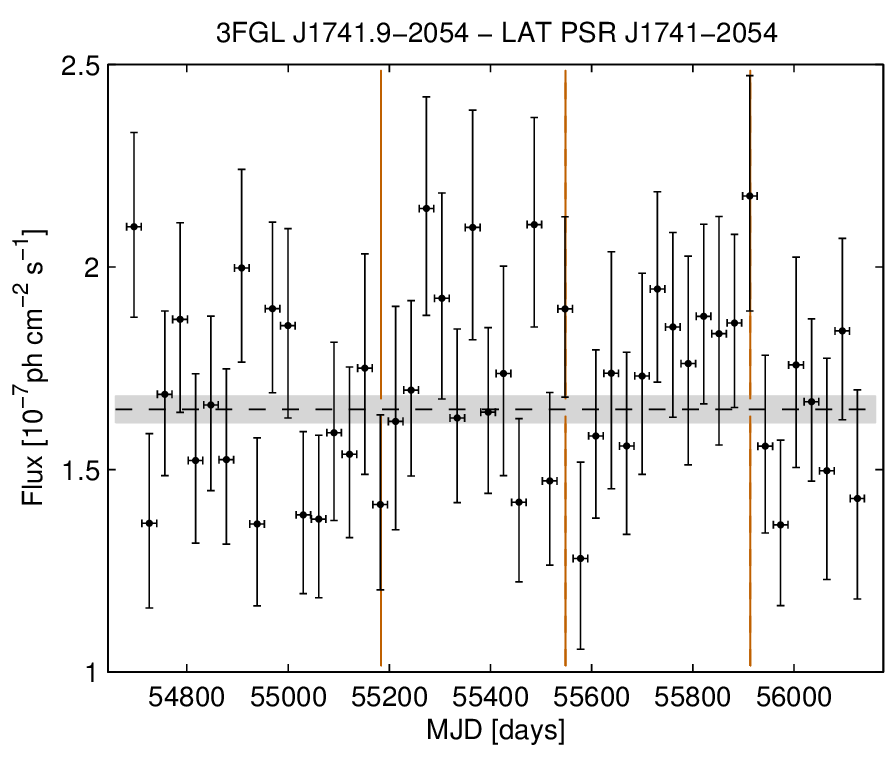 3FGL J1741.9−2054 − LAT PSR J1741−2054
2.5
2
1.5
1
Flux [10⁻⁷ ph cm⁻² s⁻¹]
54800 55000 55200 55400 55600 55800 56000
MJD [days]